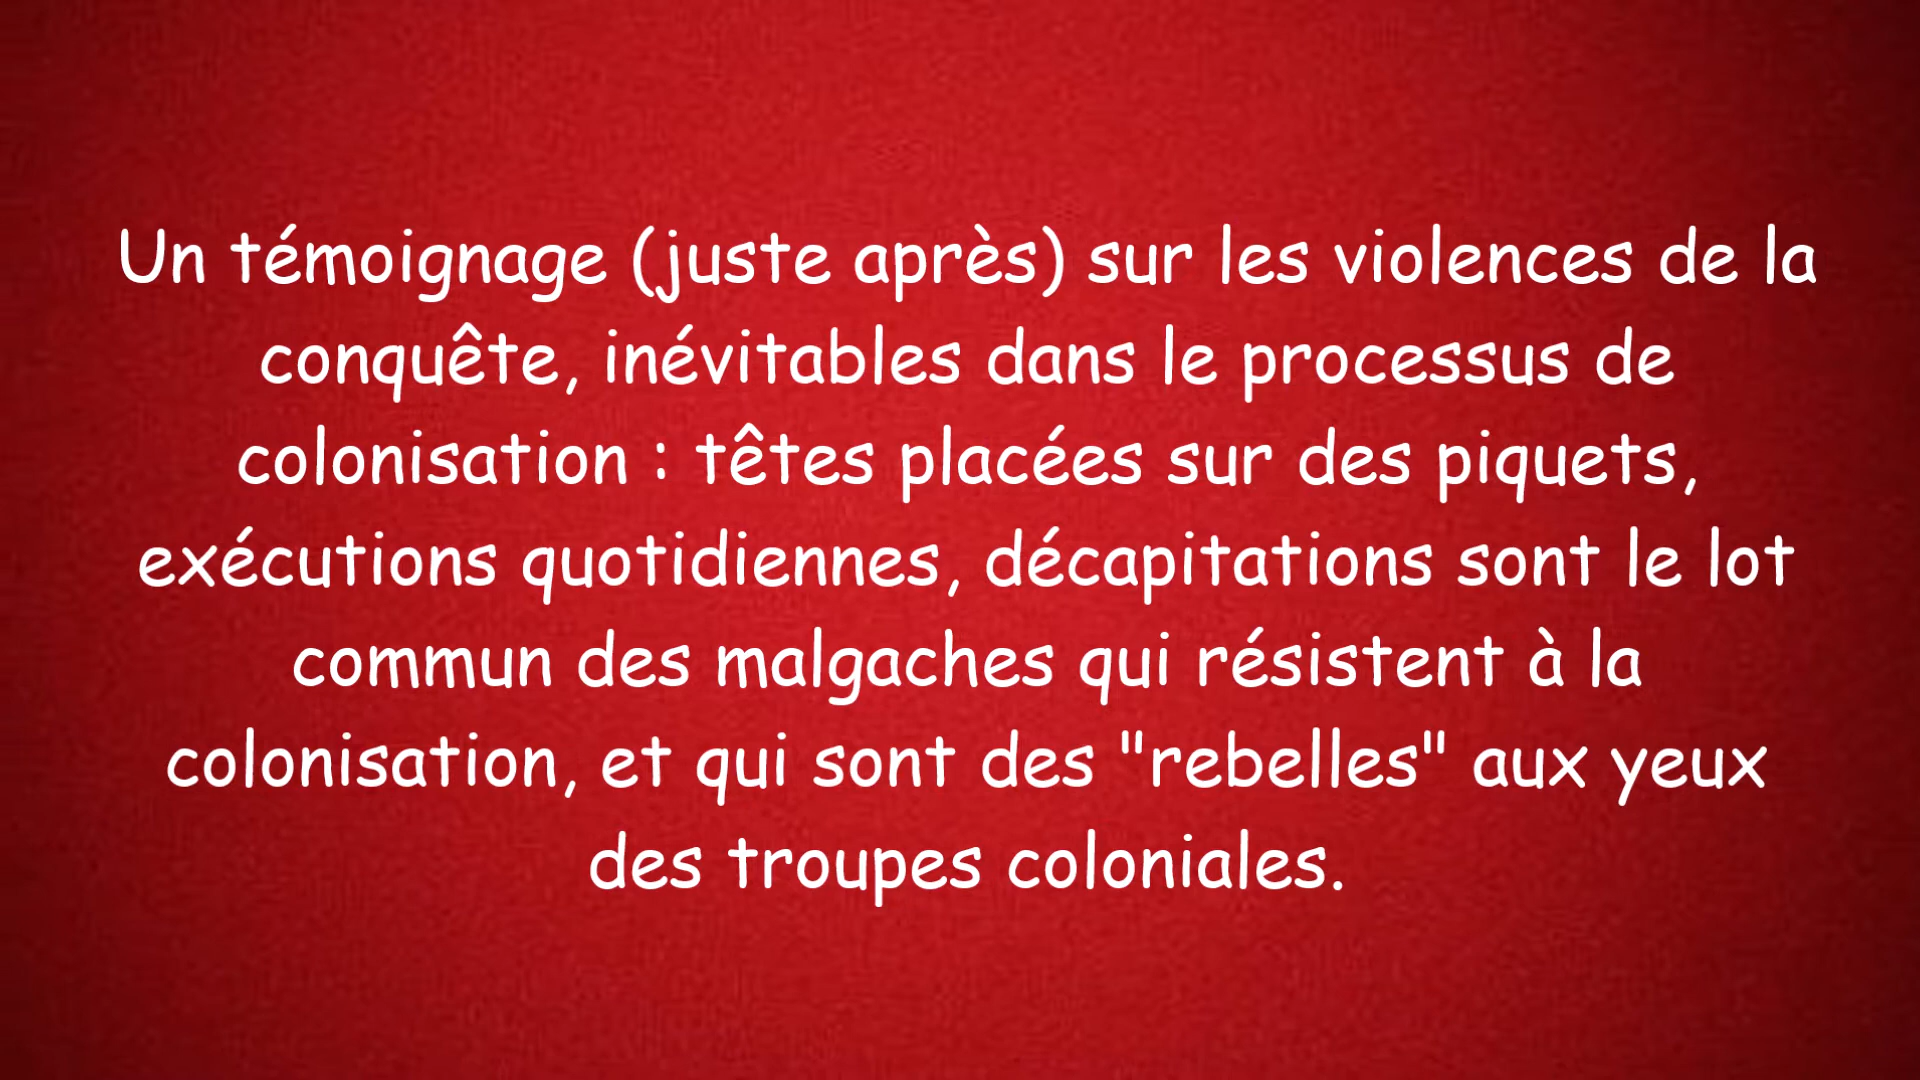 Un témoignage (juste après) sur les violences de la
conquête, inévitables dans le processus de
colonisation : têtes placées sur des piquets,
exécutions quotidiennes, décapitations sont le lot
commun des malgaches qui résistent à la
colonisation, et qui sont des "rebelles" aux yeux
des troupes coloniales.